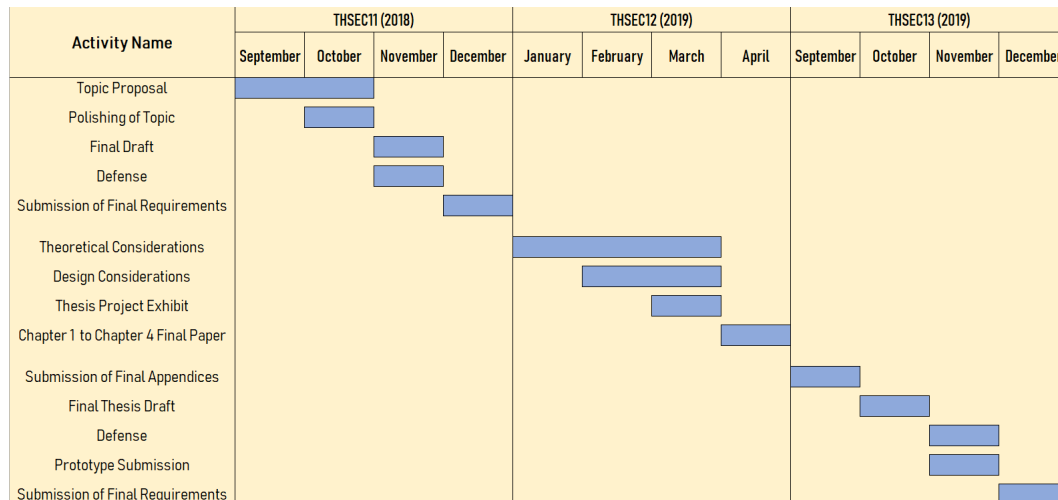 Activity Name
THSEC11 (2018)
THSEC12 (2019)
THSEC13 (2019)
September October November December January February March April September October November December
Topic Proposal
Polishing of Topic
Final Draft
Defense
Submission of Final Requirements
Theoretical Considerations
Design Considerations
Thesis Project Exhibit
Chapter 1 to Chapter 4 Final Paper
Submission of Final Appendices
Final Thesis Draft
Defense
Prototype Submission
Submission of Final Requirements